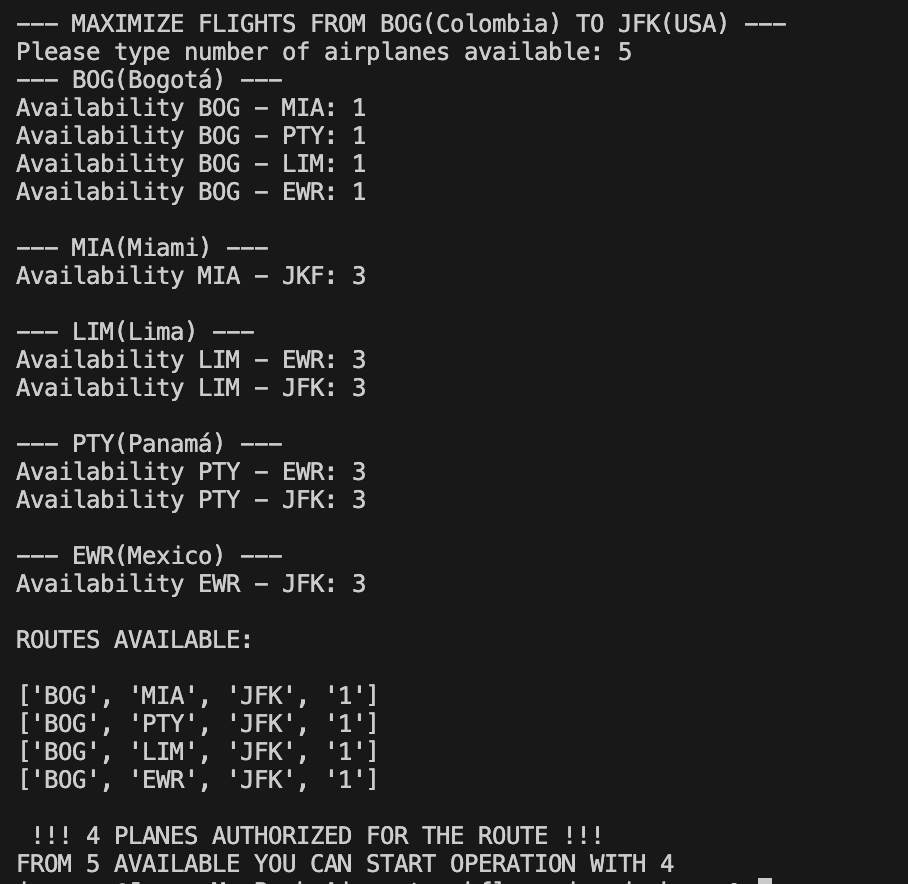 --- MAXIMIZE FLIGHTS FROM BOG(Colombia) TO JFK(USA) ---
Please type number of airplanes available: 5
--- BOG(Bogotá) ---
Availability BOG - MIA: 1
Availability BOG - PTY: 1
Availability BOG - LIM: 1
Availability BOG - EWR: 1
--- MIA(Miami) ---
Availability MIA - JKF: 3
--- LIM(Lima) ---
Availability LIM - EWR: 3
Availability LIM - JFK: 3
--- PTY(Panamá) ---
Availability PTY - EWR: 3
Availability PTY - JFK: 3
--- EWR(Mexico) ---
Availability EWR - JFK: 3
ROUTES AVAILABLE:
['BOG', 'MIA', 'JFK', '1']
['BOG', 'PTY', 'JFK', '1']
['BOG', 'LIM', 'JFK', '1']
['BOG', 'EWR', 'JFK', '1']
!!! 4 PLANES AUTHORIZED FOR THE ROUTE !!!
FROM 5 AVAILABLE YOU CAN START OPERATION WITH 4